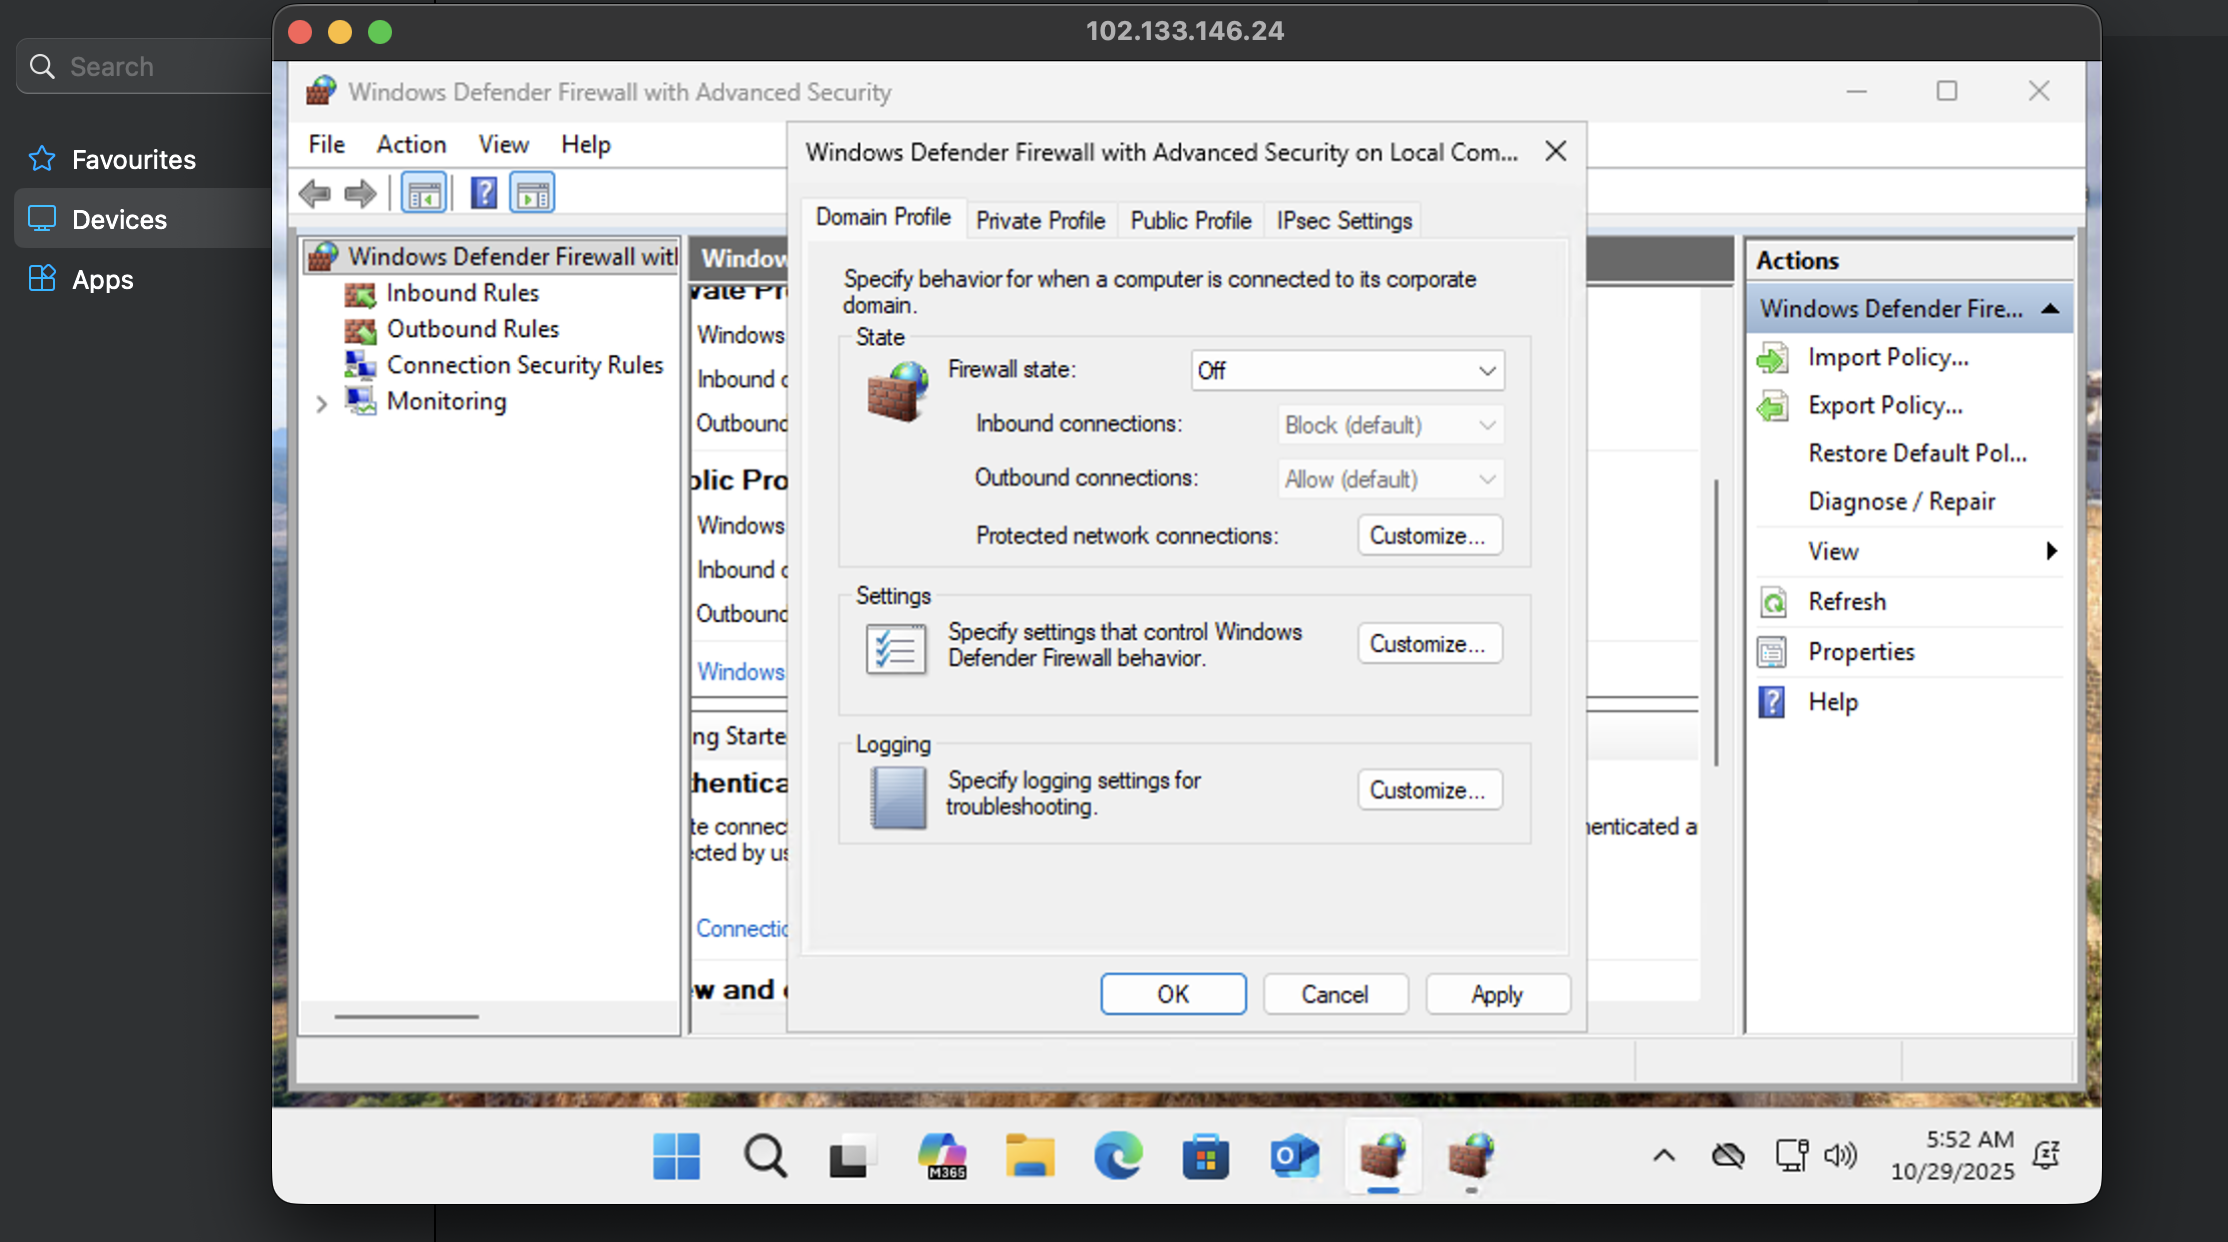 102.133.146.24
Search
Favourites
Devices
Apps
Windows Defender Firewall with Advanced Security
File Action View Help
Windows Defender Firewall wit
Inbound Rules
Outbound Rules
Connection Security Rules
Monitoring
Window
vate Pr
Windows
Inbound c
Outbound
blic Pro
Windows
Inbound c
Outbound
Windows
ng Starte
thentica
te connec
ected by us
enticated a
Connectio
ew and
Windows Defender Firewall with Advanced Security on Local Com...
Domain Profile Private Profile Public Profile IPsec Settings
Specify behavior for when a computer is connected to its corporate
domain.
State
Firewall state: Off
Inbound connections: Block (default)
Outbound connections: Allow (default)
Protected network connections: Customize...
Settings
Specify settings that control Windows
Defender Firewall behavior.
Customize...
Logging
Specify logging settings for
troubleshooting.
Customize...
OK Cancel Apply
Actions
Windows Defender Fire...
Import Policy...
Export Policy...
Restore Default Pol...
Diagnose / Repair
View
Refresh
Properties
Help
M365
5:52 AM
10/29/2025